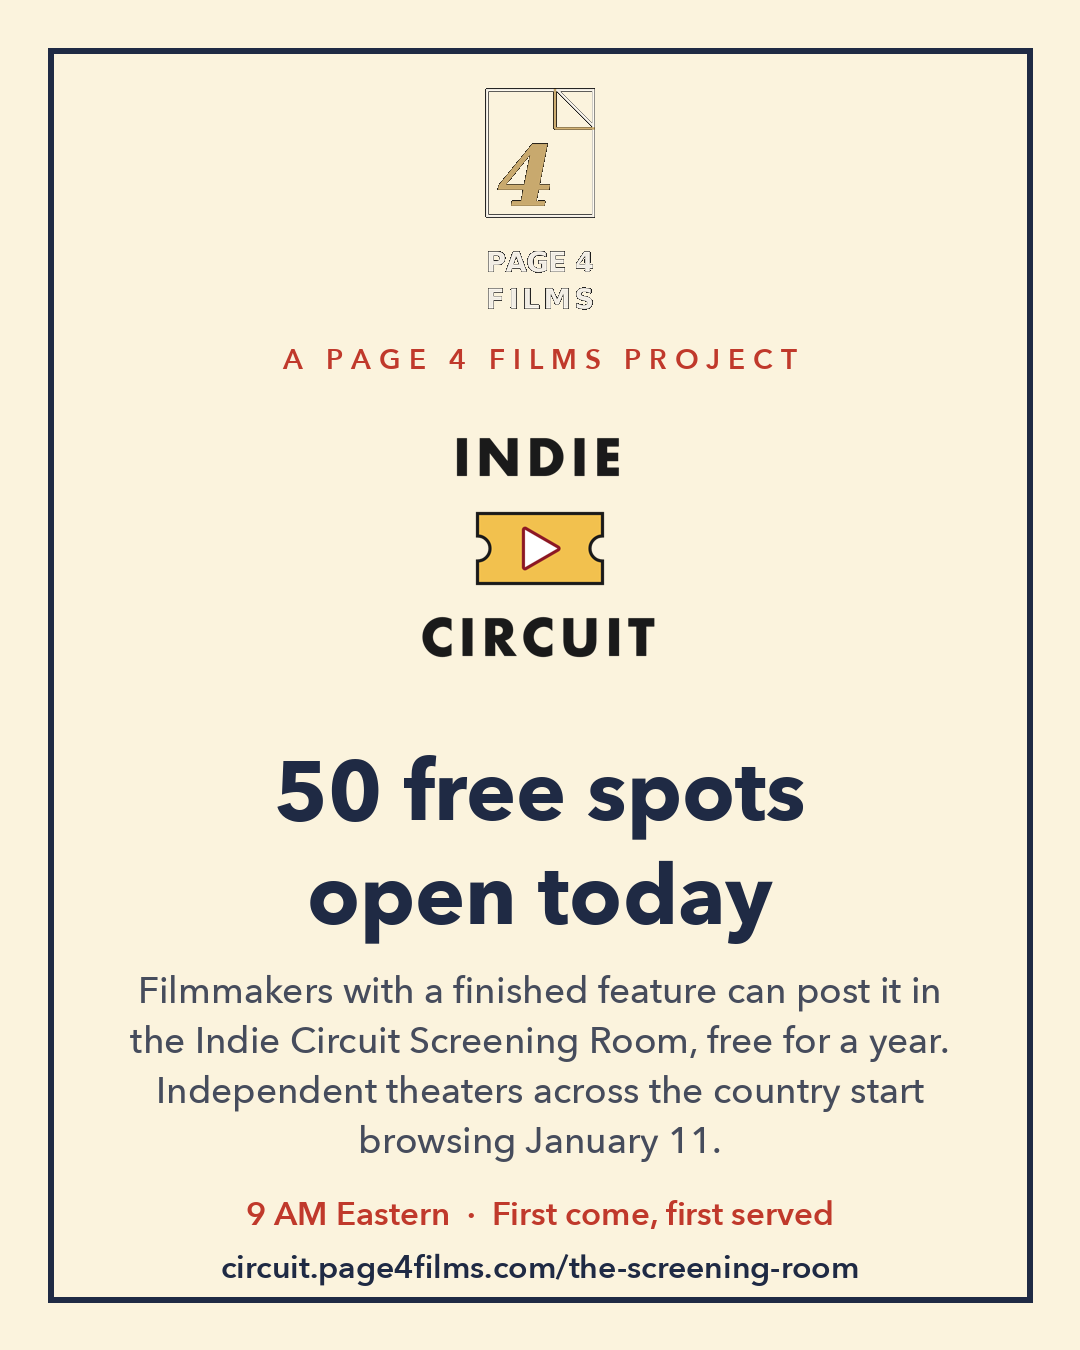 4
PAGE 4
FILMS
A PAGE 4 FILMS PROJECT
INDIE
CIRCUIT
50 free spots
open today
Filmmakers with a finished feature can post it in
the Indie Circuit Screening Room, free for a year.
Independent theaters across the country start
browsing January 11.
9 AM Eastern · First come, first served
circuit.page4films.com/the-screening-room